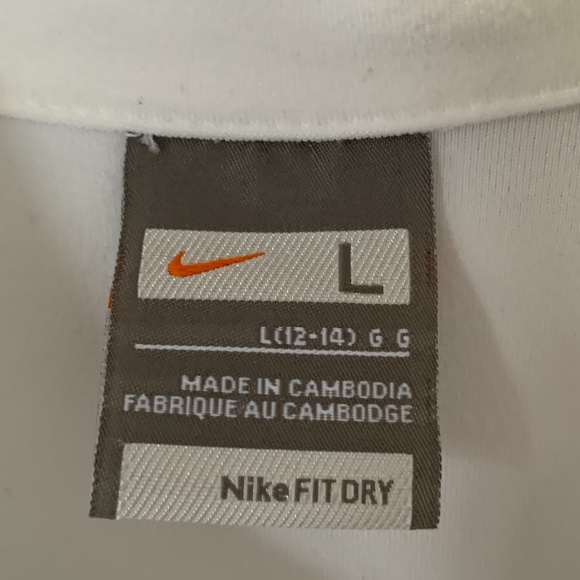 L
L(12-14) G G
MADE IN CAMBODIA
FABRIQUE AU CAMBODGE
Nike FIT DRY